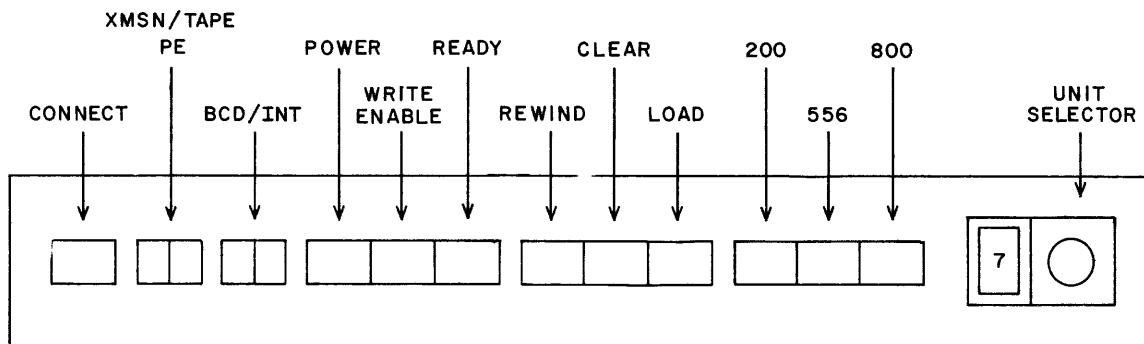 XMSN/TAPE
PE
POWER
READY
CLEAR
200
800
CONNECT
BCD/INT
WRITE
ENABLE
REWIND
LOAD
556
UNIT
SELECTOR
7